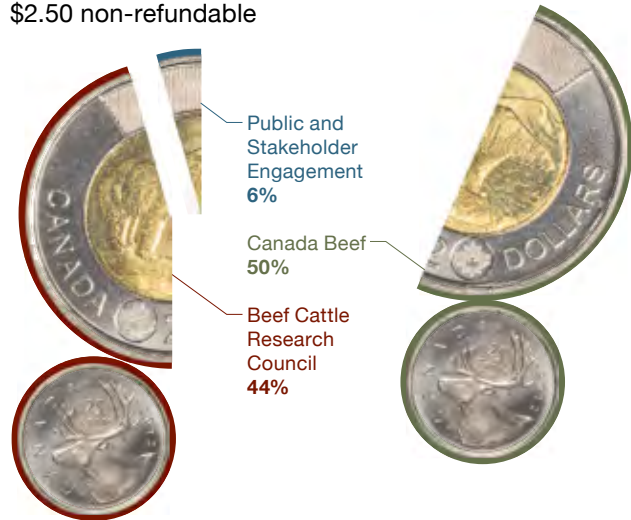 $2.50 non-refundable
Public and
Stakeholder
Engagement
6%
Canada Beef
50%
Beef Cattle
Research
Council
44%
CANADA
2
DOLLARS